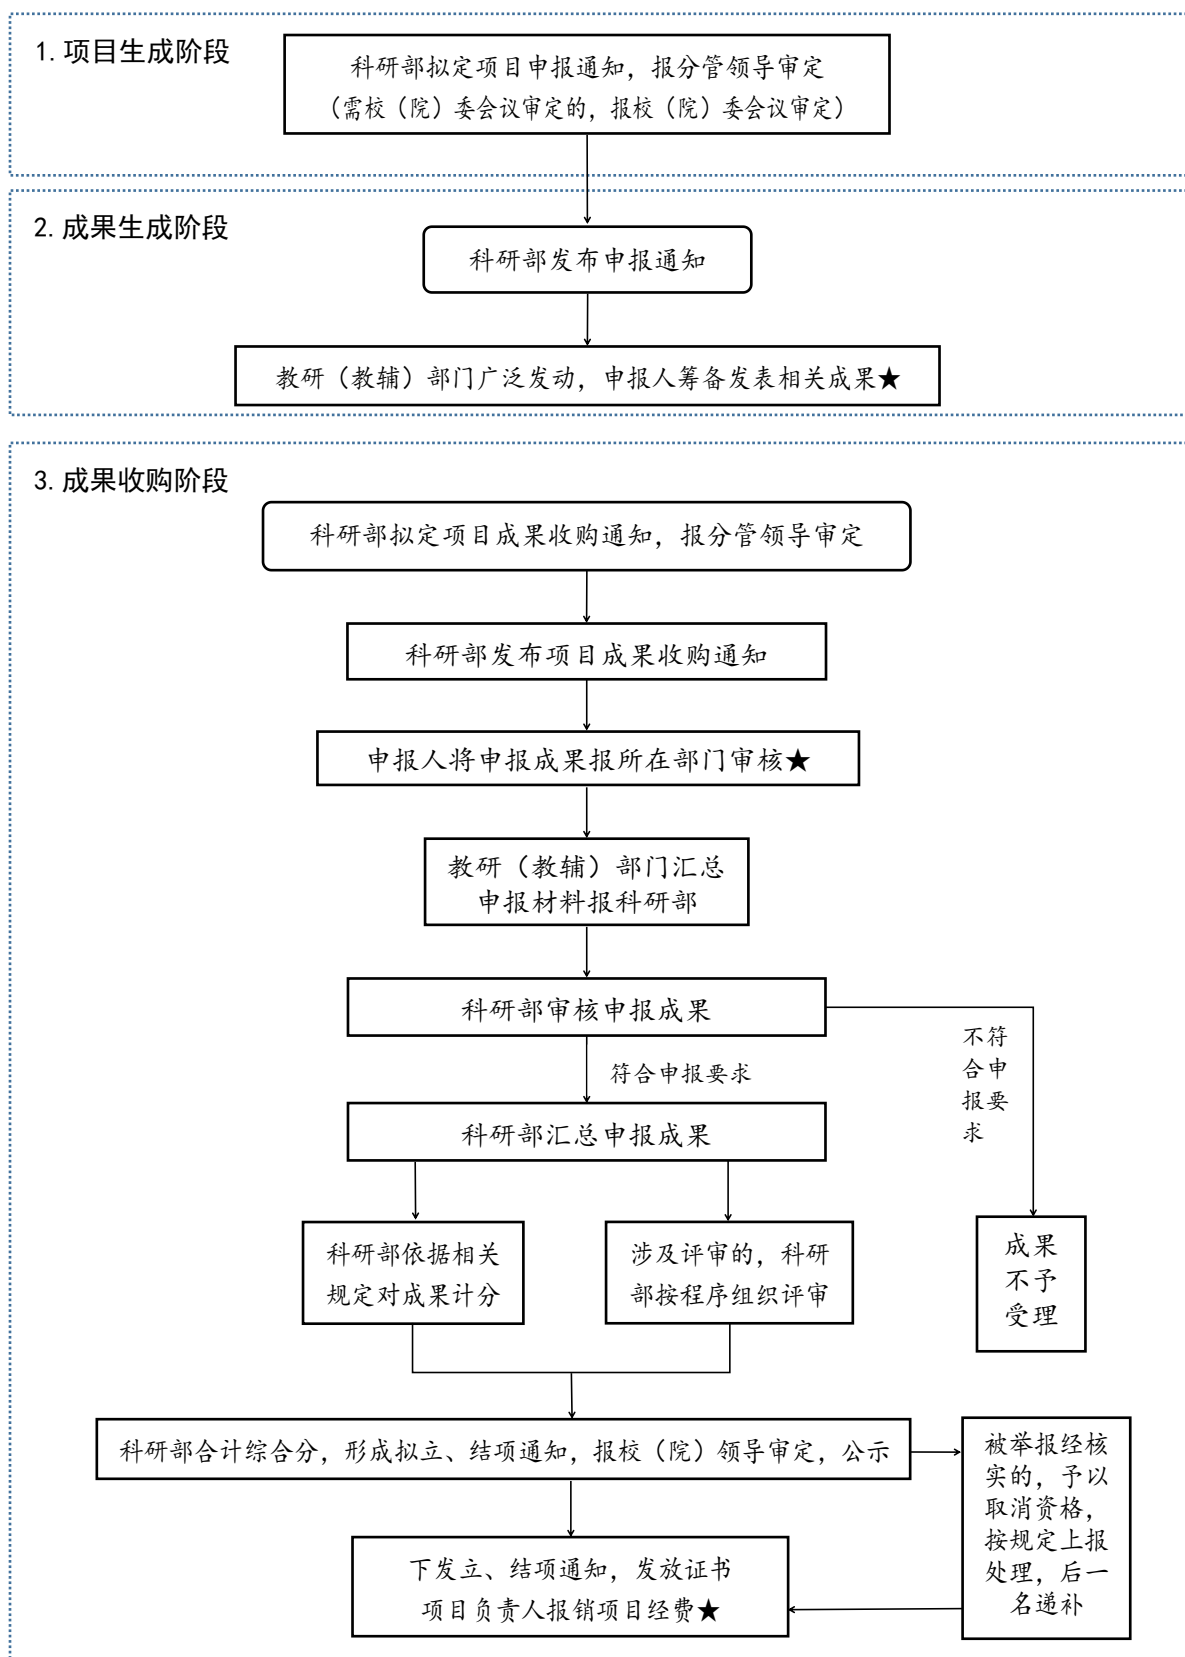 1.项目生成阶段
科研部拟定项目申报通知，报分管领导审定
（需校（院）委会议审定的，报校（院）委会议审定）
2.成果生成阶段
科研部发布申报通知
教研（教辅）部门广泛发动，申报人筹备发表相关成果★
3.成果收购阶段
科研部拟定项目成果收购通知，报分管领导审定
科研部发布项目成果收购通知
申报人将申报成果报所在部门审核★
教研（教辅）部门汇总
申报材料报科研部
科研部审核申报成果
符合申报要求
不符
合申
报要
求
科研部汇总申报成果
科研部依据相关
规定对成果计分
涉及评审的，科研
部按程序组织评审
成果
不予
受理
科研部合计综合分，形成拟立、结项通知，报校（院）领导审定，公示
被举报经核
实的，予以
取消资格，
按规定上报
处理，后一
名递补
下发立、结项通知，发放证书
项目负责人报销项目经费★